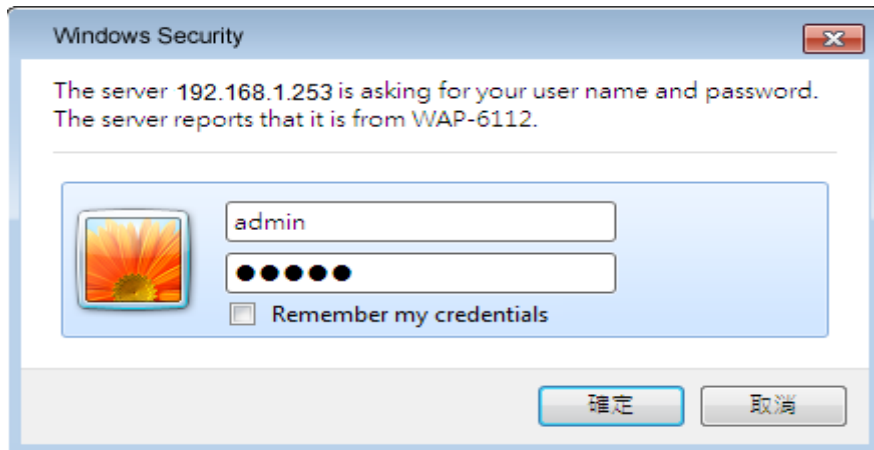 Windows Security
The server 192.168.1.253 is asking for your user name and password.
The server reports that it is from WAP-6112.
admin
●●●●●
Remember my credentials
確定 取消